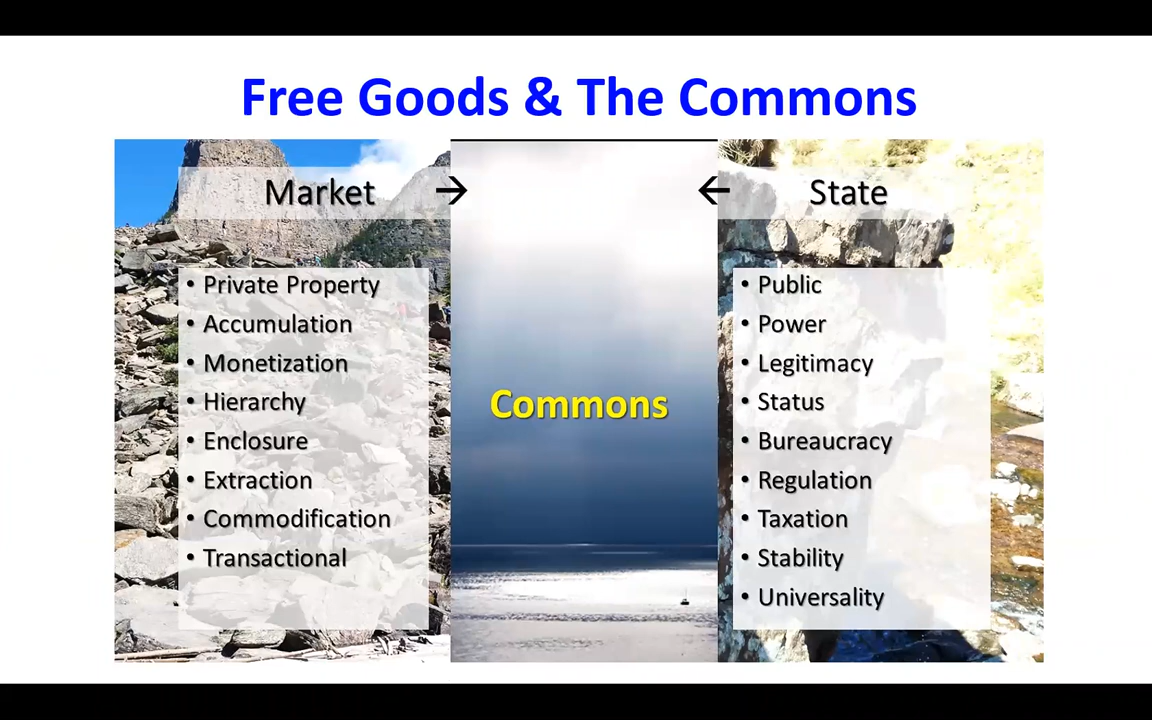 Free Goods & The Commons
Market →
• Private Property
• Accumulation
• Monetization
• Hierarchy
• Enclosure
• Extraction
• Commodification
• Transactional
Commons
← State
• Public
• Power
• Legitimacy
• Status
• Bureaucracy
• Regulation
• Taxation
• Stability
• Universality